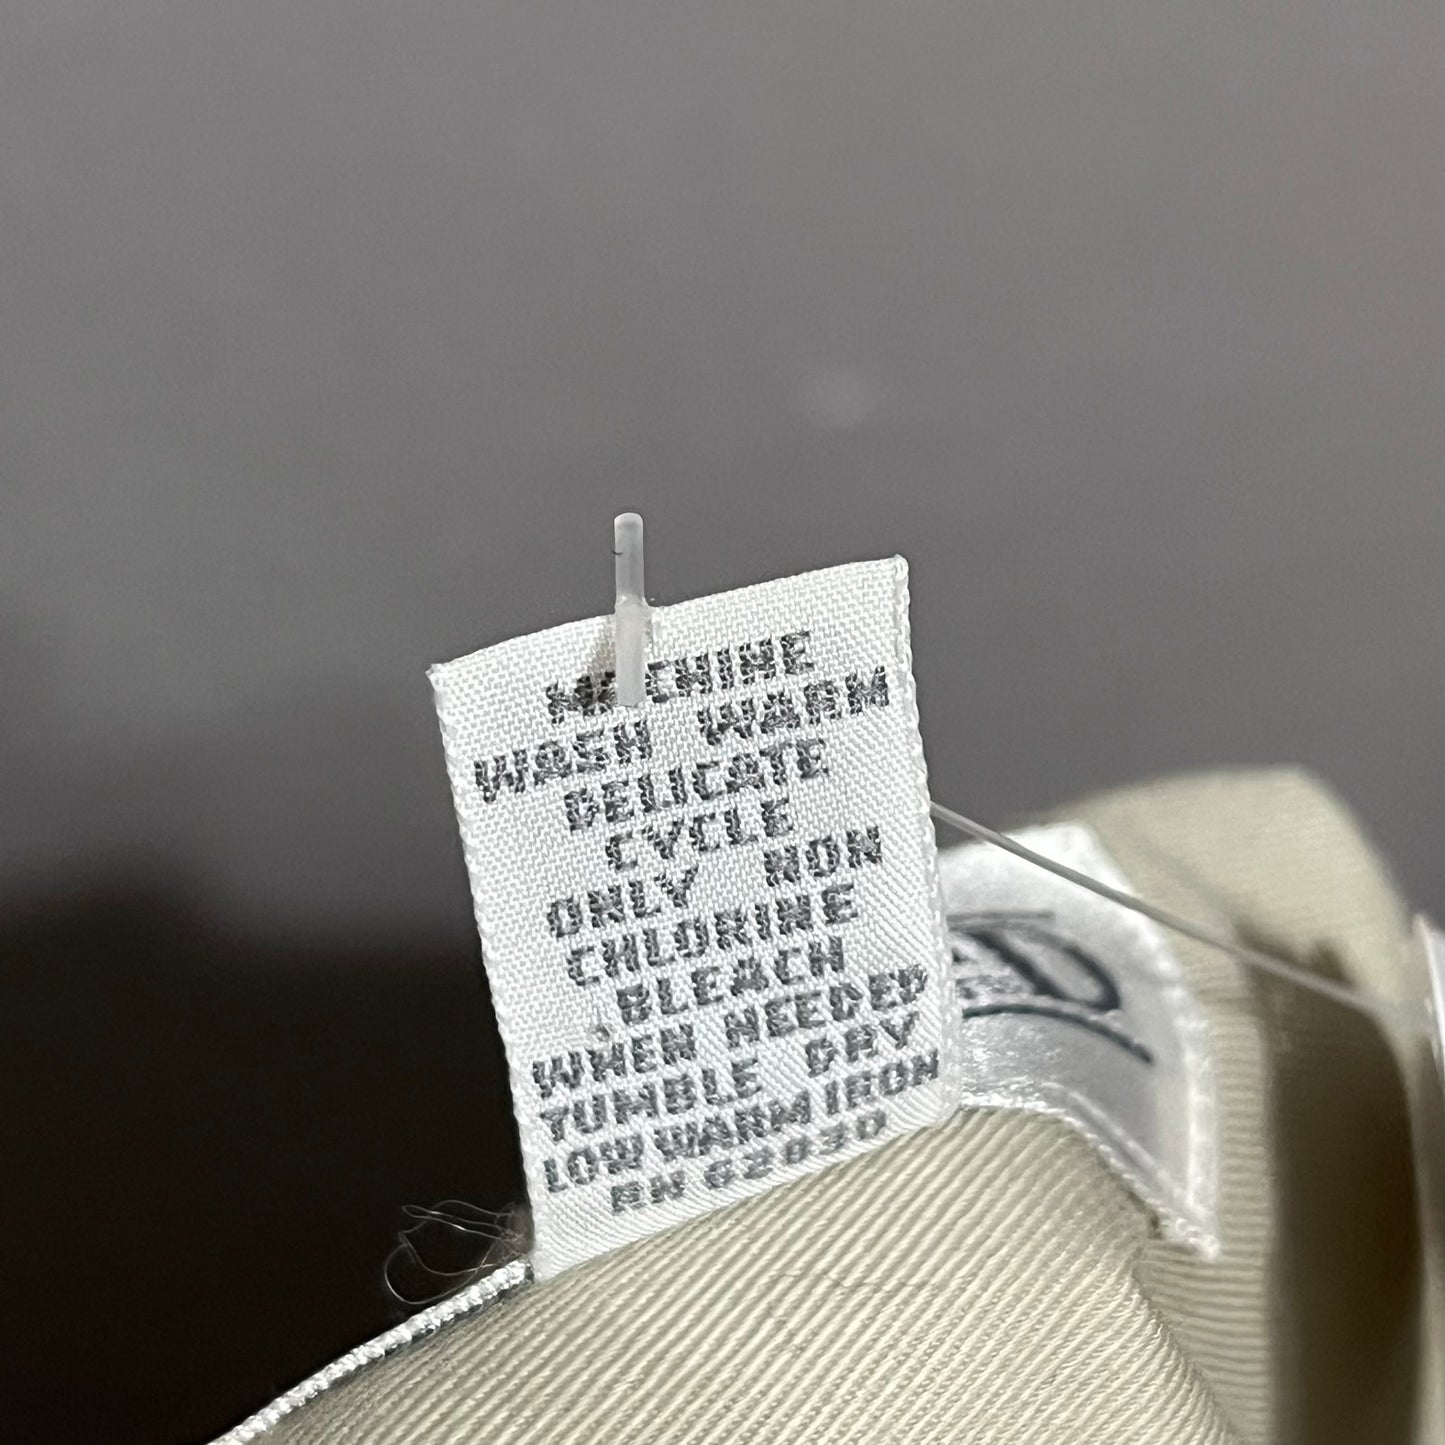 MACHINE
WASH WARM
DELICATE
CYCLE
ONLY NON
CHLORINE
BLEACH
WHEN NEEDED
TUMBLE DRY
LOW WARM IRON
RN 62030